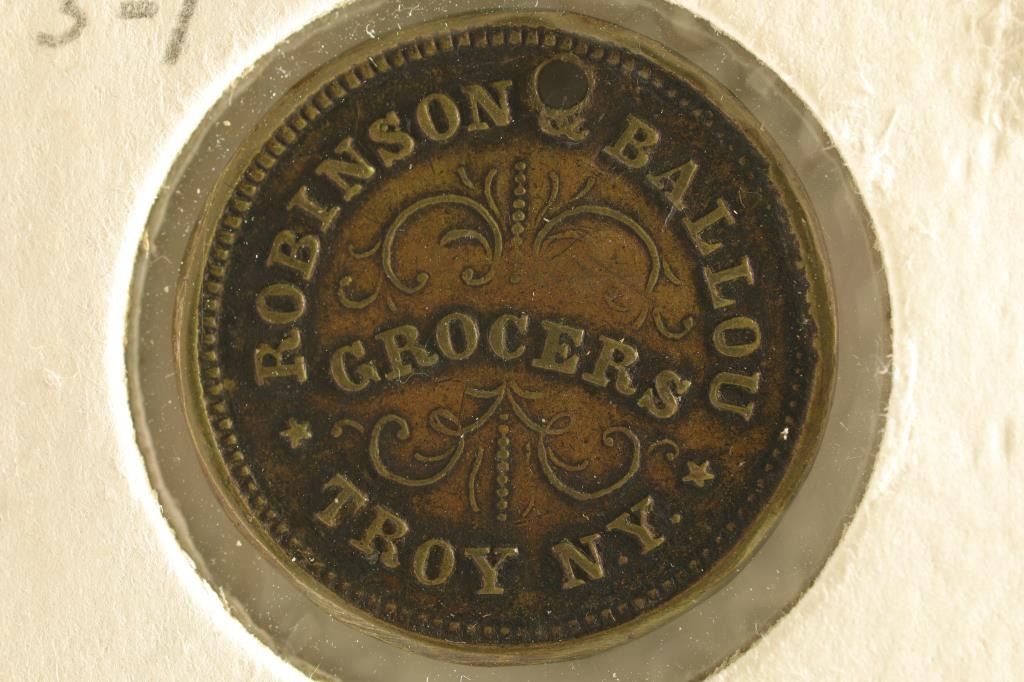 ROBINSON & BALLOU
GROCERS
TROY N.Y.